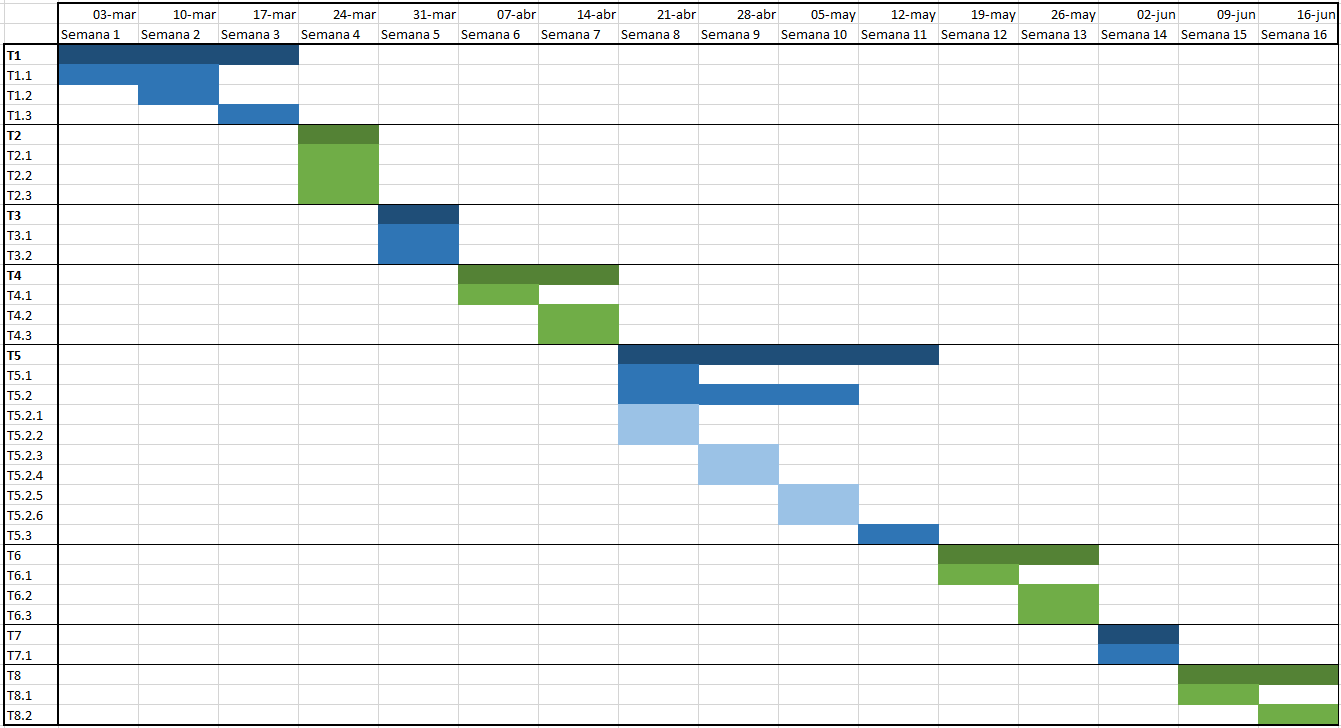 03-mar 10-mar 17-mar 24-mar 31-mar 07-abr 14-abr 21-abr 28-abr 05-may 12-may 19-may 26-may 02-jun 09-jun 16-jun
Semana 1 Semana 2 Semana 3 Semana 4 Semana 5 Semana 6 Semana 7 Semana 8 Semana 9 Semana 10 Semana 11 Semana 12 Semana 13 Semana 14 Semana 15 Semana 16
T1
T1.1
T1.2
T1.3
T2
T2.1
T2.2
T2.3
T3
T3.1
T3.2
T4
T4.1
T4.2
T4.3
T5
T5.1
T5.2
T5.2.1
T5.2.2
T5.2.3
T5.2.4
T5.2.5
T5.2.6
T5.3
T6
T6.1
T6.2
T6.3
T7
T7.1
T8
T8.1
T8.2